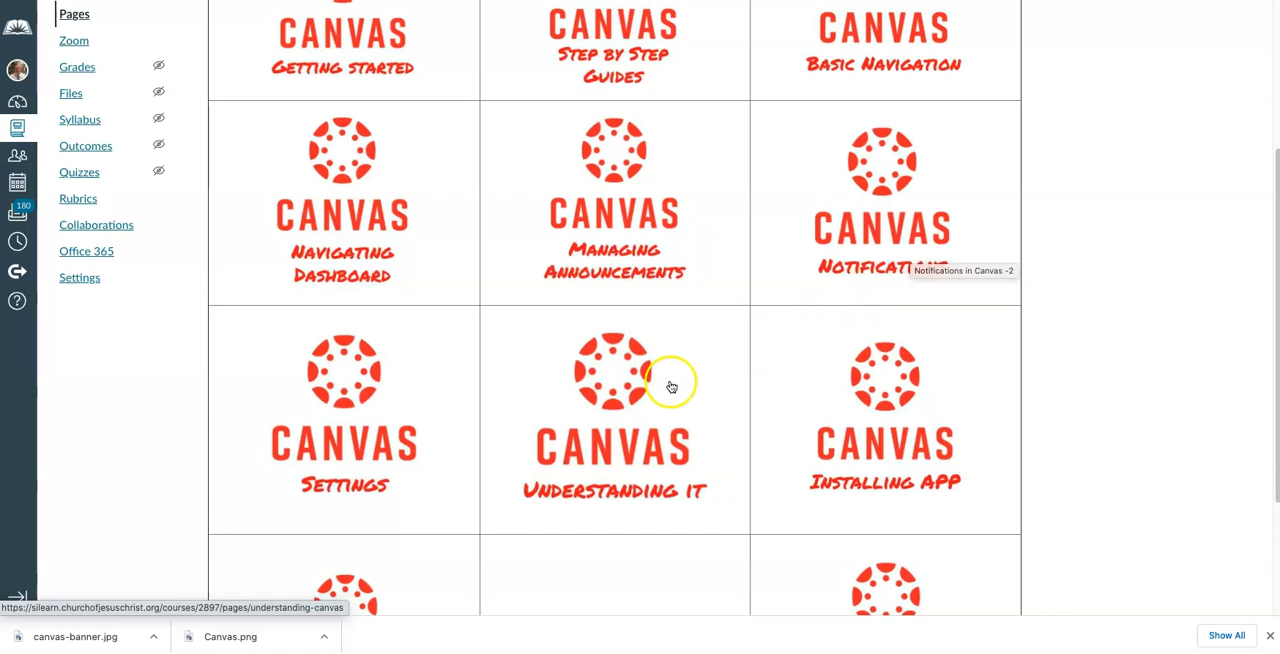 Pages
Zoom
Grades
Files
Syllabus
Outcomes
Quizzes
Rubrics
Collaborations
Office 365
Settings
180
CANVAS
GETTING STARTED
CANVAS
STEP BY STEP
GUIDES
CANVAS
BASIC NAVIGATION
CANVAS
NAVIGATING
DASHBOARD
CANVAS
MANAGING
ANNOUNCEMENTS
CANVAS
NOTIFICATIONS
Notifications in Canvas -2
CANVAS
SETTINGS
CANVAS
UNDERSTANDING IT
CANVAS
INSTALLING APP
https://silearn.churchofjesuschrist.org/courses/2897/pages/understanding-canvas
canvas-banner.jpg
Canvas.png
Show All